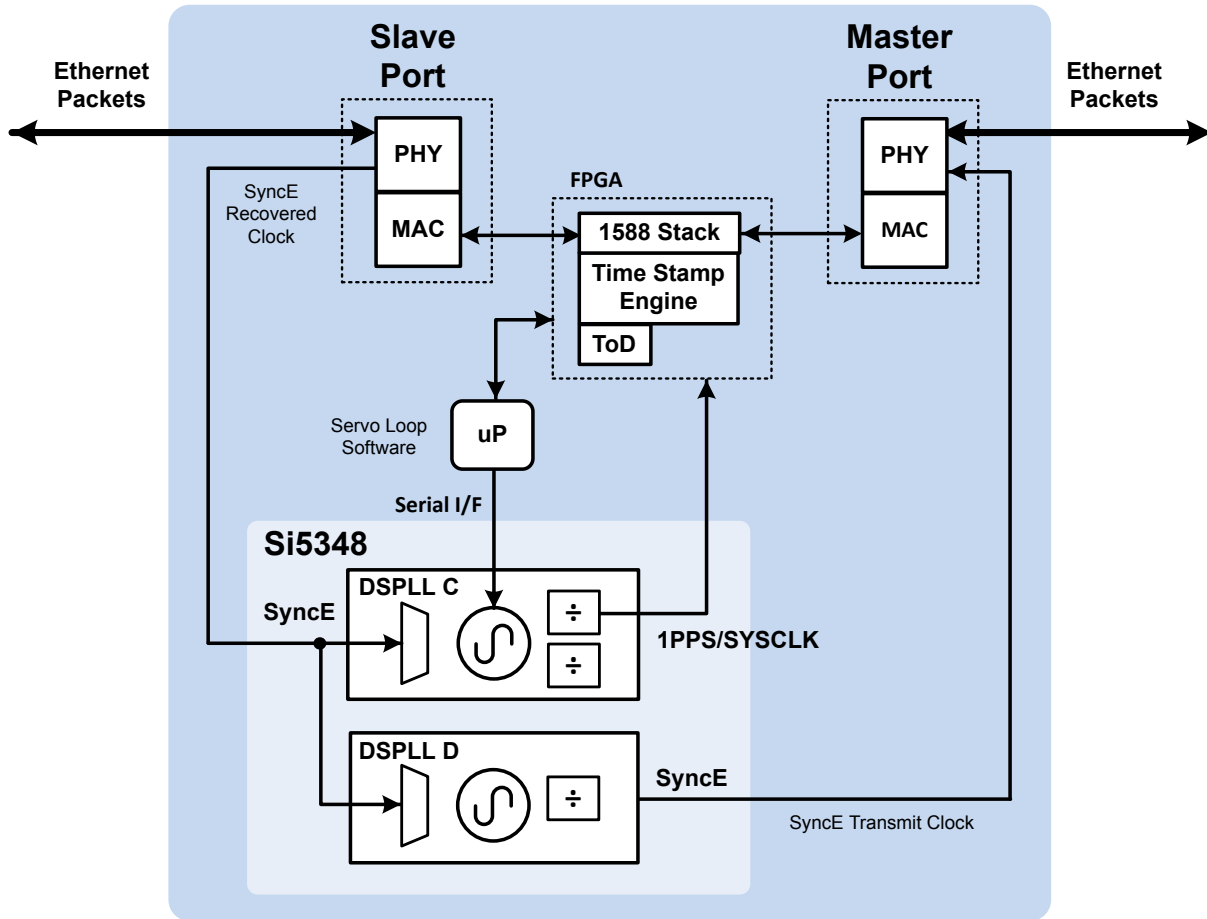 Slave
Port
Master
Port
Ethernet
Packets
Ethernet
Packets
PHY
MAC
PHY
MAC
SyncE
Recovered
Clock
FPGA
1588 Stack
Time Stamp
Engine
ToD
Servo Loop
Software
uP
Serial I/F
Si5348
DSPLL C
SyncE
÷
÷
1PPS/SYSCLK
DSPLL D
÷
SyncE
SyncE Transmit Clock